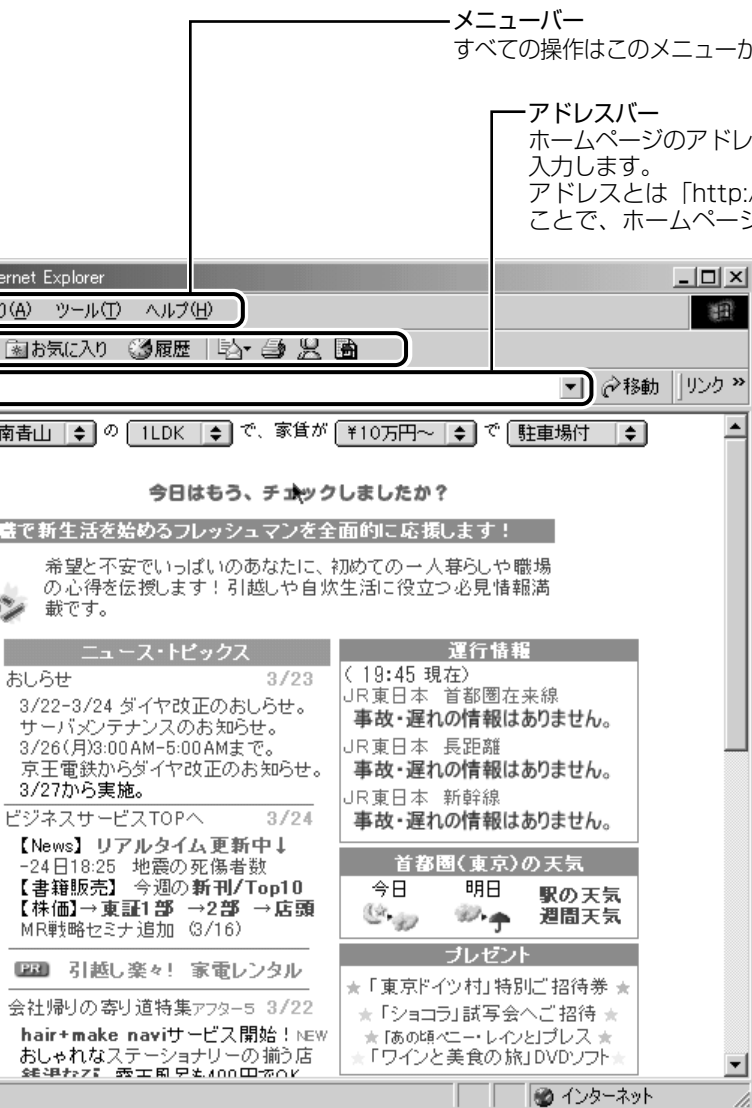 メニューバー
すべての操作はこのメニューか
アドレスバー
ホームページのアドレ
入力します。
アドレスとは「http:/
ことで、ホームページ
ernet Explorer
り(A) ツール(T) ヘルプ(H)
お気に入り 履歴
移動 リンク »
南青山 の 1LDK で、家賃が ¥10万円〜 で 駐車場付
今日はもう、チェックしましたか？
で新生活を始めるフレッシュマンを全面的に応援します！
希望と不安でいっぱいのあなたに、初めての一人暮らしや職場
の心得を伝授します！引越しや自炊生活に役立つ必見情報満
載です。
ン
ニュース・トピックス
おしらせ 3/23
3/22-3/24 ダイヤ改正のおしらせ。
サーバメンテナンスのお知らせ。
3/26(月)3:00AM-5:00AMまで。
京王電鉄からダイヤ改正のお知らせ。
3/27から実施。
ビジネスサービスTOPへ 3/24
【News】リアルタイム更新中↓
-24日18:25 地震の死傷者数
【書籍販売】今週の新刊/Top10
【株価】→東証1部 →2部 →店頭
MR戦略セミナ追加 (3/16)
PR 引越し楽々！ 家電レンタル
会社帰りの寄り道特集アフター5 3/22
hair+make naviサービス開始！NEW
おしゃれなステーショナリーの揃う店
400円でOK
運行情報
( 19:45 現在)
JR東日本 首都圏在来線
事故・遅れの情報はありません。
JR東日本 長距離
事故・遅れの情報はありません。
JR東日本 新幹線
事故・遅れの情報はありません。
首都圏(東京)の天気
今日 明日 駅の天気
週間天気
プレゼント
★「東京ドイツ村」特別ご招待券★
★「ショコラ」試写会へご招待★
★「あの頃ペニー・レインと」プレス★
★「ワインと美食の旅」DVDソフト★
インターネット